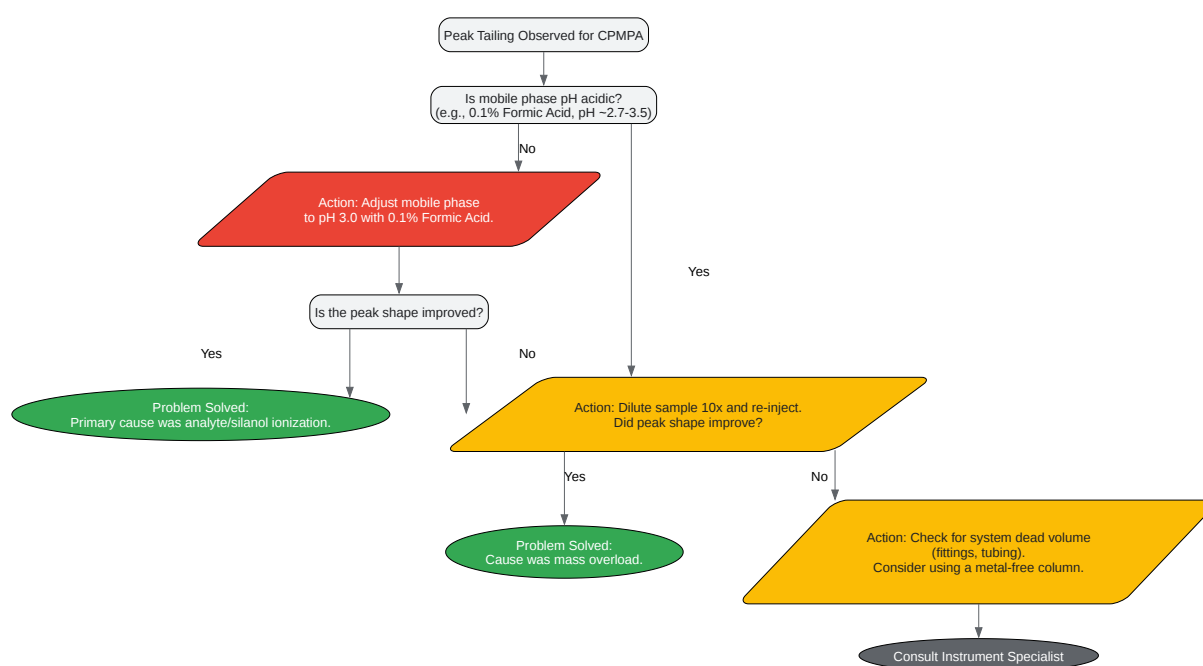 Peak Tailing Observed for CPMPA
Is mobile phase pH acidic?
(e.g., 0.1% Formic Acid, pH ~2.7-3.5)
No
Action: Adjust mobile phase
to pH 3.0 with 0.1% Formic Acid.
Yes
Is the peak shape improved?
Yes
No
Problem Solved:
Primary cause was analyte/silanol ionization.
Action: Dilute sample 10x and re-inject.
Did peak shape improve?
Yes
No
Problem Solved:
Cause was mass overload.
Action: Check for system dead volume
(fittings, tubing).
Consider using a metal-free column.
Consult Instrument Specialist